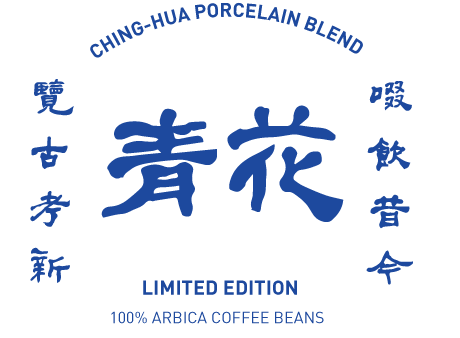 CHING-HUA PORCELAIN BLEND
青花
啜飲昔今
覽古考新
LIMITED EDITION
100% ARBICA COFFEE BEANS